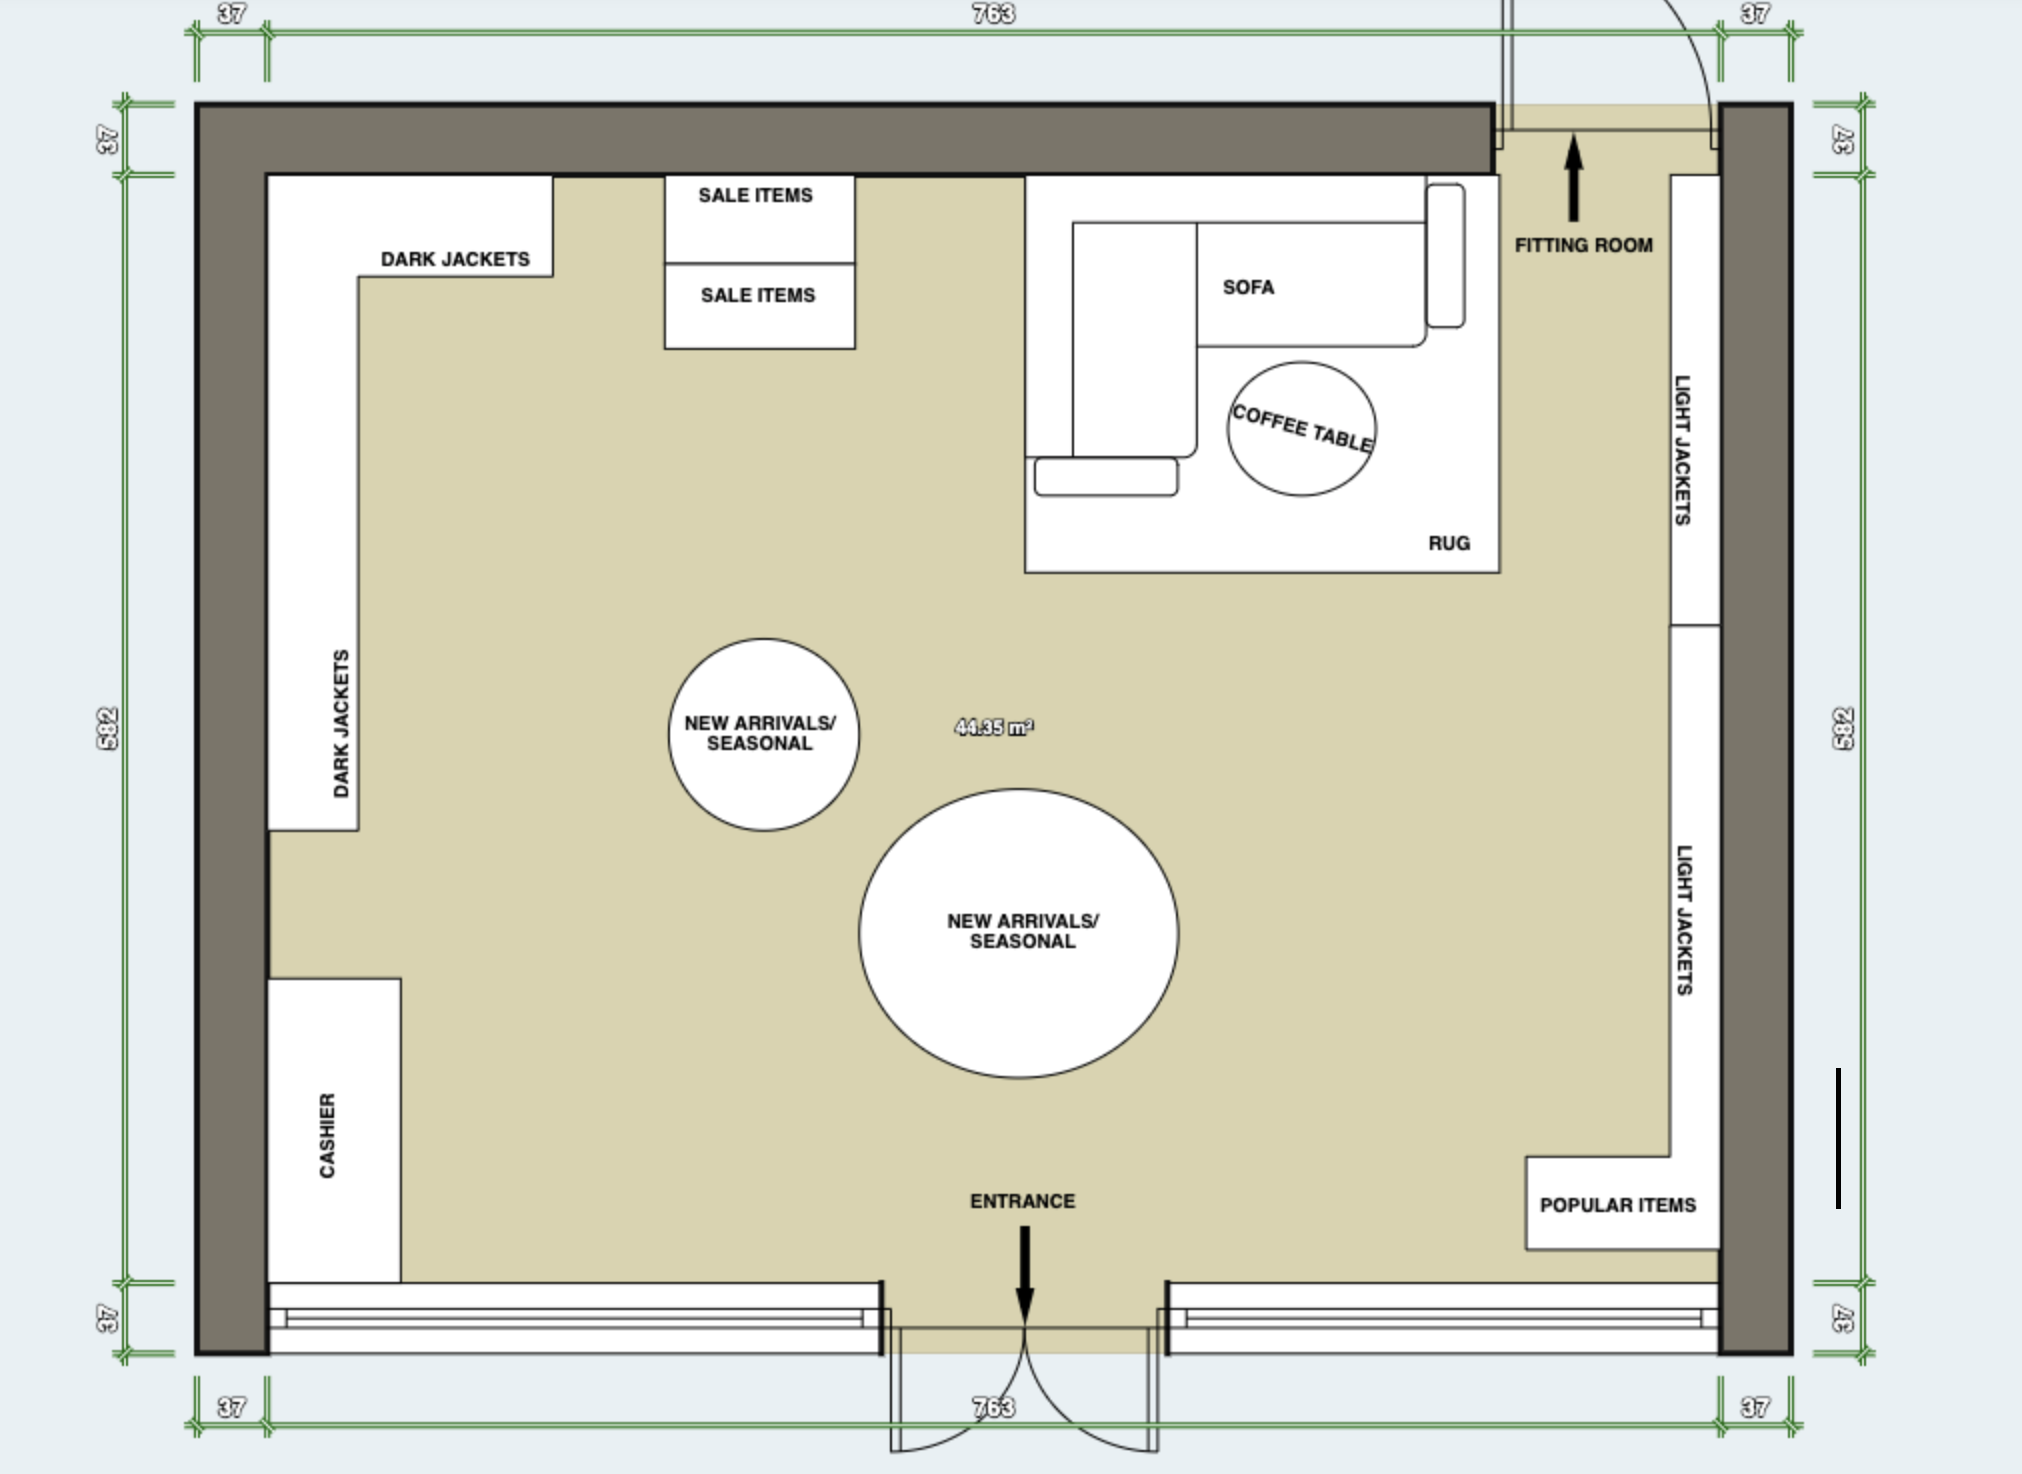 37
763
37
37
37
SALE ITEMS
DARK JACKETS
SALE ITEMS
SOFA
FITTING ROOM
COFFEE TABLE
LIGHT JACKETS
RUG
DARK JACKETS
NEW ARRIVALS/
SEASONAL
44.35 m²
582
582
NEW ARRIVALS/
SEASONAL
LIGHT JACKETS
CASHIER
ENTRANCE
POPULAR ITEMS
37
37
37
763
37